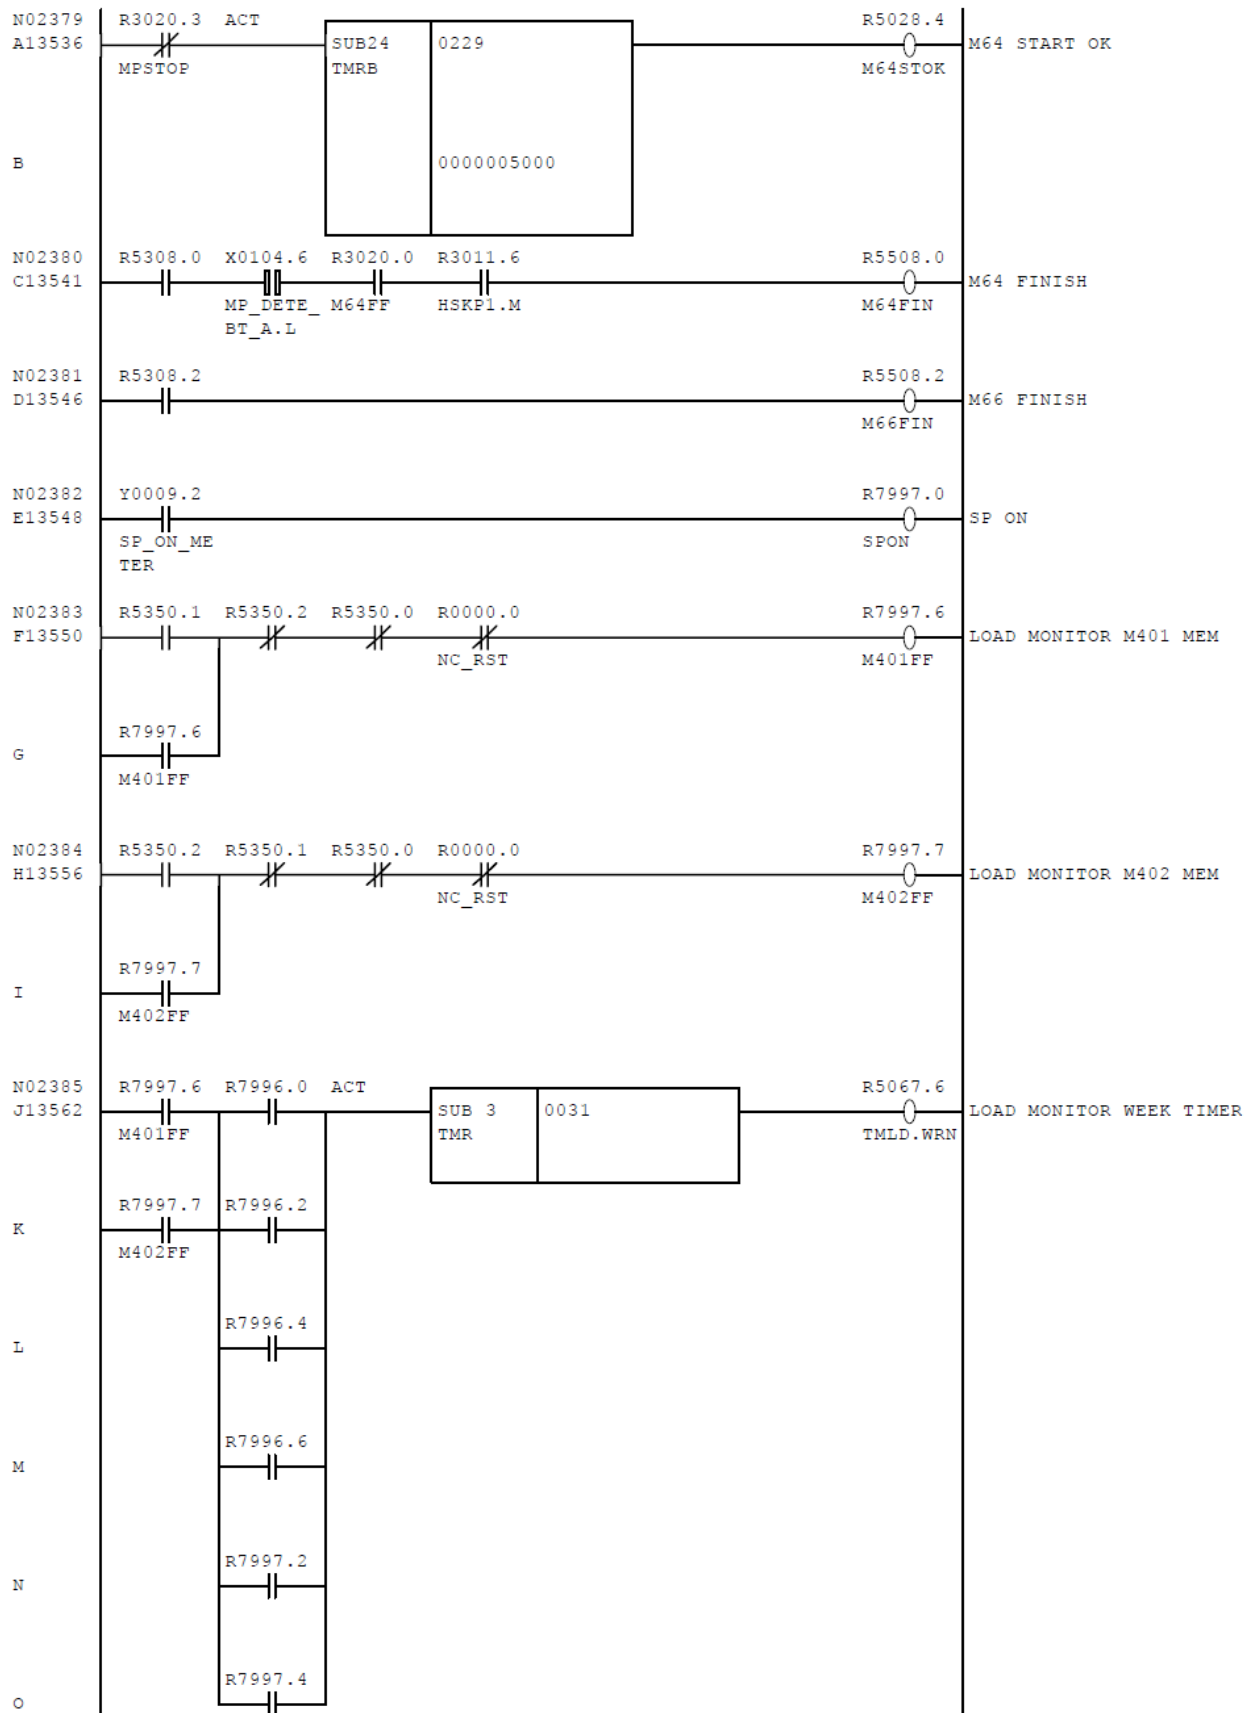 N02379 R3020.3 ACT R5028.4
A13536 SUB24 0229 M64 START OK
MPSTOP TMRB M64STOK
B 0000005000
N02380 R5308.0 X0104.6 R3020.0 R3011.6 R5508.0
C13541 M64 FINISH
MP_DETE_ M64FF HSKP1.M M64FIN
BT_A.L
N02381 R5308.2 R5508.2
D13546 M66 FINISH
M66FIN
N02382 Y0009.2 R7997.0
E13548 SP ON
SP_ON_ME SPON
TER
N02383 R5350.1 R5350.2 R5350.0 R0000.0 R7997.6
F13550 LOAD MONITOR M401 MEM
NC_RST M401FF
R7997.6
G
M401FF
N02384 R5350.2 R5350.1 R5350.0 R0000.0 R7997.7
H13556 LOAD MONITOR M402 MEM
NC_RST M402FF
R7997.7
I
M402FF
N02385 R7997.6 R7996.0 ACT R5067.6
J13562 SUB 3 0031 LOAD MONITOR WEEK TIMER
M401FF TMR TMLD.WRN
R7997.7 R7996.2
K
M402FF
R7996.4
L
R7996.6
M
R7997.2
N
R7997.4
O